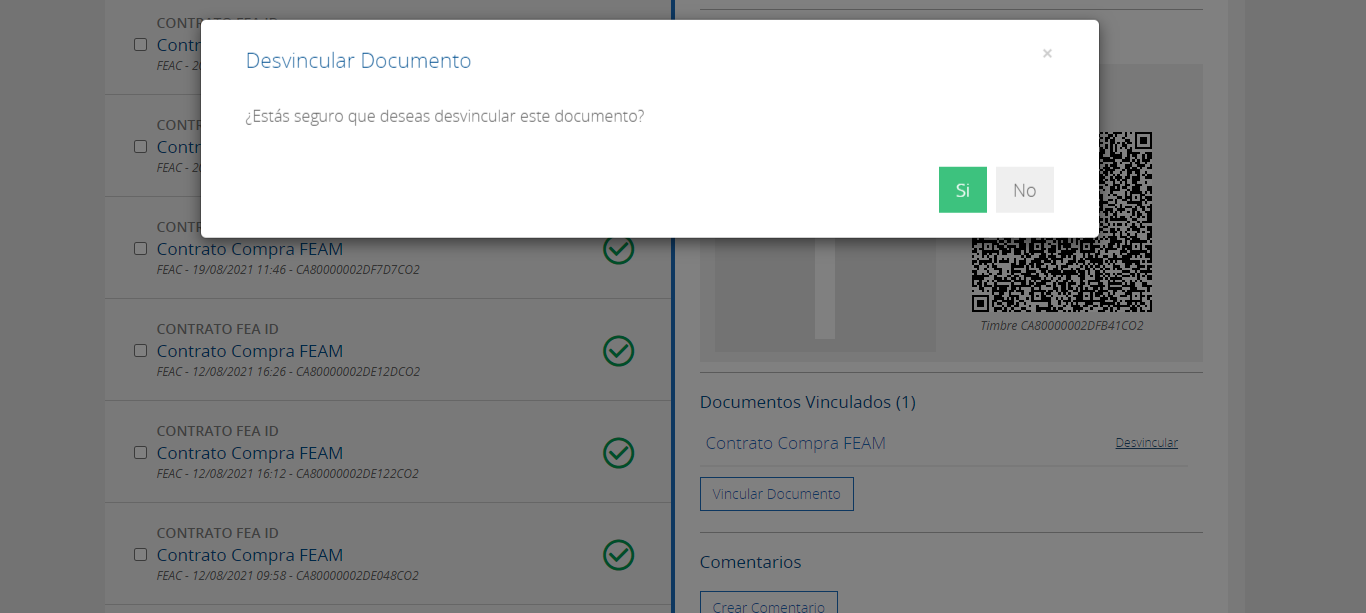 Desvincular Documento
×
¿Estás seguro que deseas desvincular este documento?
Si
No
CONTRATO FEA ID
Contr
FEAC - 2
CONTR
Contr
FEAC - 20
CONTR
Contrato Compra FEAM
FEAC - 19/08/2021 11:46 - CA80000002DF7D7CO2
CONTRATO FEA ID
Contrato Compra FEAM
FEAC - 12/08/2021 16:26 - CA80000002DE12DCO2
CONTRATO FEA ID
Contrato Compra FEAM
FEAC - 12/08/2021 16:12 - CA80000002DE122CO2
CONTRATO FEA ID
Contrato Compra FEAM
FEAC - 12/08/2021 09:58 - CA80000002DE048CO2
Timbre CA80000002DFB41CO2
Documentos Vinculados (1)
Contrato Compra FEAM
Desvincular
Vincular Documento
Comentarios
Crear Comentario